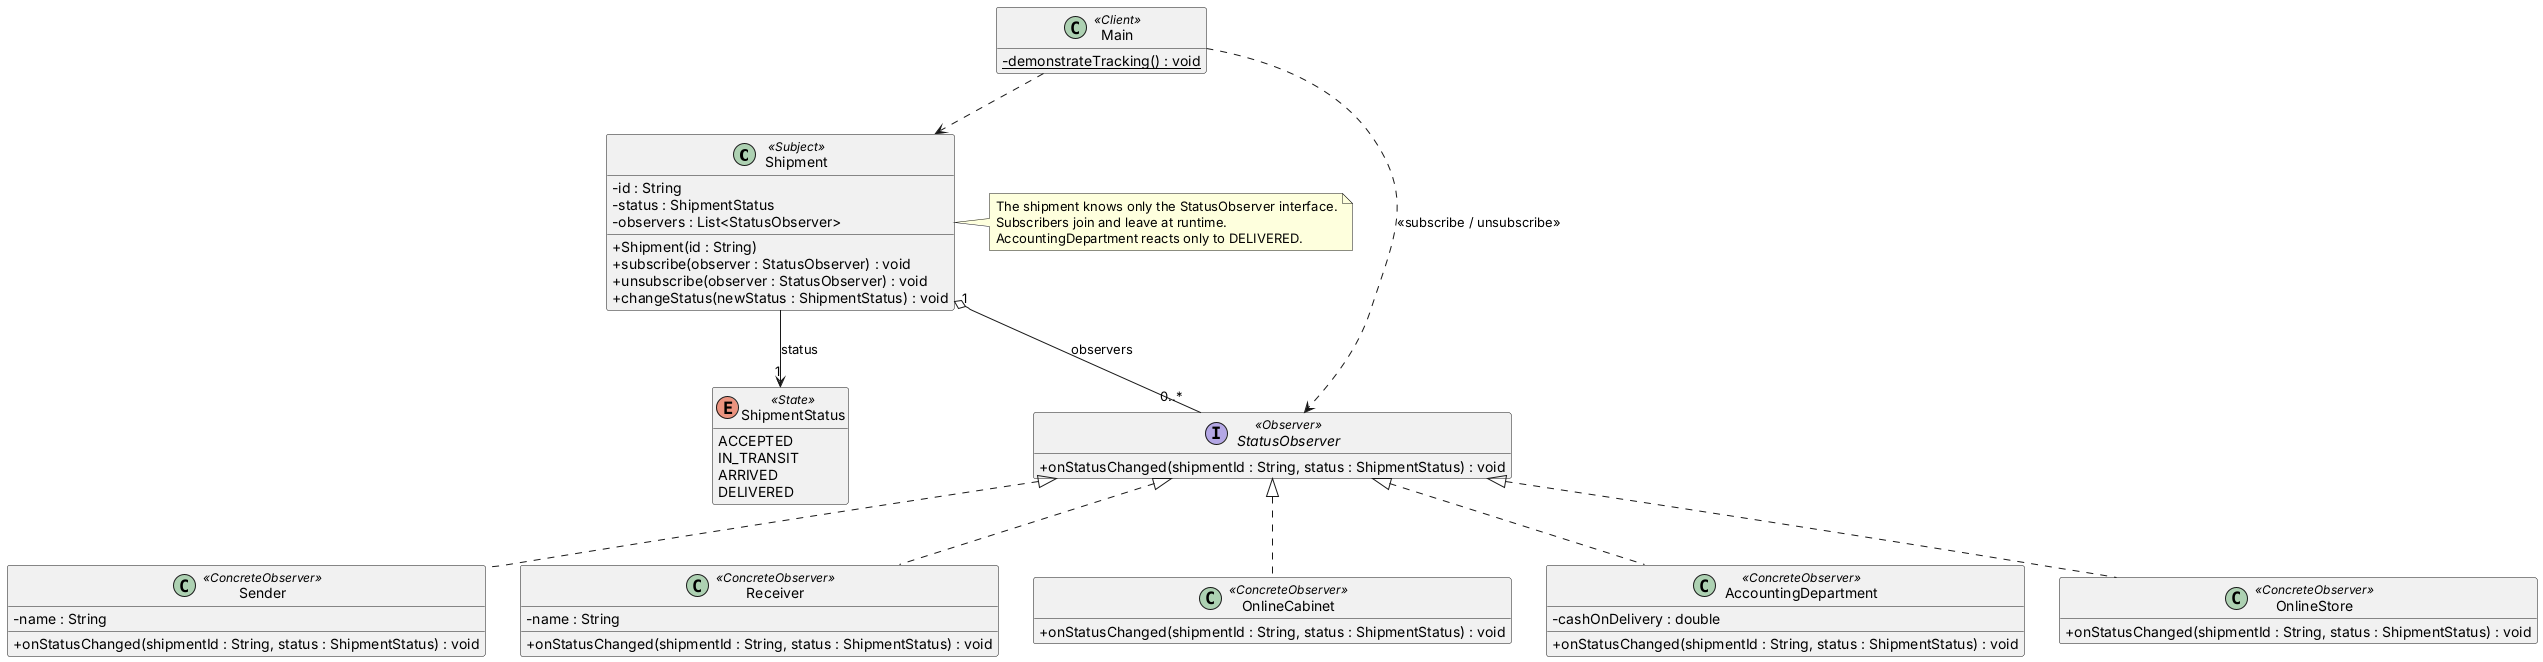 C «Client»
Main
-demonstrateTracking() : void
C «Subject»
Shipment
-id : String
-status : ShipmentStatus
-observers : List<StatusObserver>
+Shipment(id : String)
+subscribe(observer : StatusObserver) : void
+unsubscribe(observer : StatusObserver) : void
+changeStatus(newStatus : ShipmentStatus) : void
The shipment knows only the StatusObserver interface.
Subscribers join and leave at runtime.
AccountingDepartment reacts only to DELIVERED.
«subscribe / unsubscribe»
1
status
observers
1
0..*
E «State»
ShipmentStatus
ACCEPTED
IN_TRANSIT
ARRIVED
DELIVERED
I «Observer»
StatusObserver
+onStatusChanged(shipmentId : String, status : ShipmentStatus) : void
C «ConcreteObserver»
Sender
-name : String
+onStatusChanged(shipmentId : String, status : ShipmentStatus) : void
C «ConcreteObserver»
Receiver
-name : String
+onStatusChanged(shipmentId : String, status : ShipmentStatus) : void
C «ConcreteObserver»
OnlineCabinet
+onStatusChanged(shipmentId : String, status : ShipmentStatus) : void
C «ConcreteObserver»
AccountingDepartment
-cashOnDelivery : double
+onStatusChanged(shipmentId : String, status : ShipmentStatus) : void
C «ConcreteObserver»
OnlineStore
+onStatusChanged(shipmentId : String, status : ShipmentStatus) : void